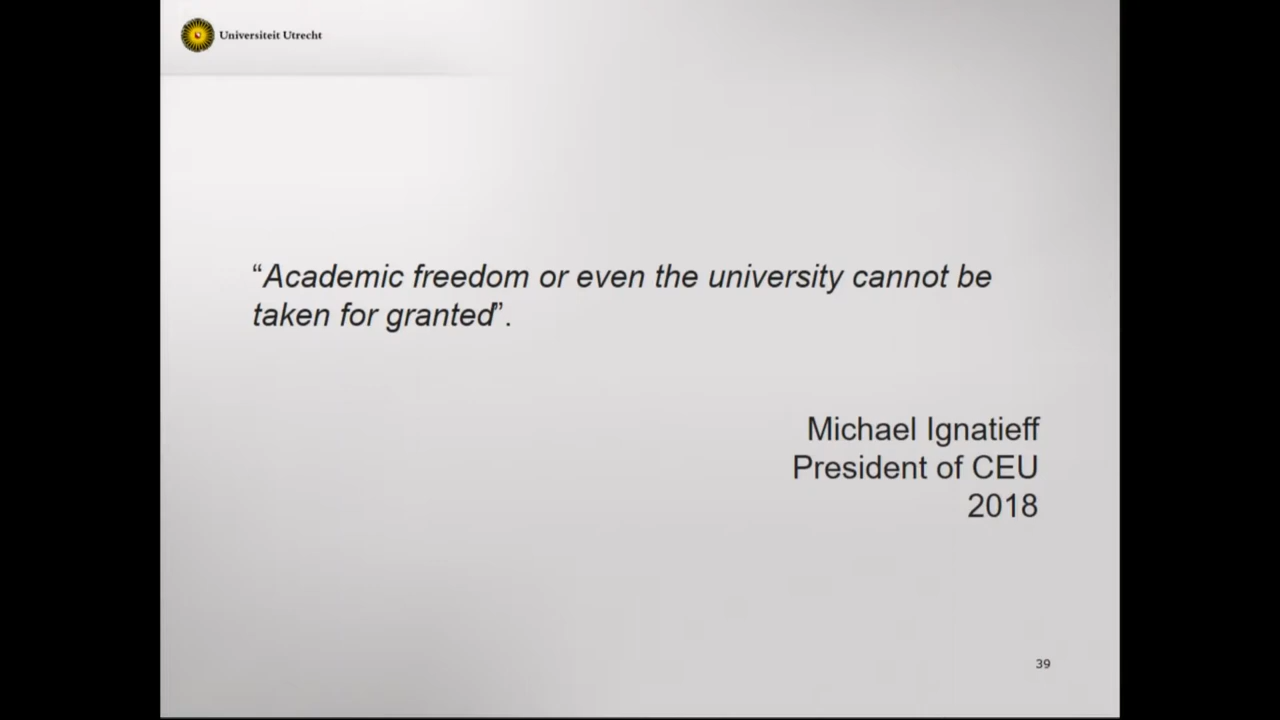 Universiteit Utrecht
“Academic freedom or even the university cannot be
taken for granted”.
Michael Ignatieff
President of CEU
2018
39